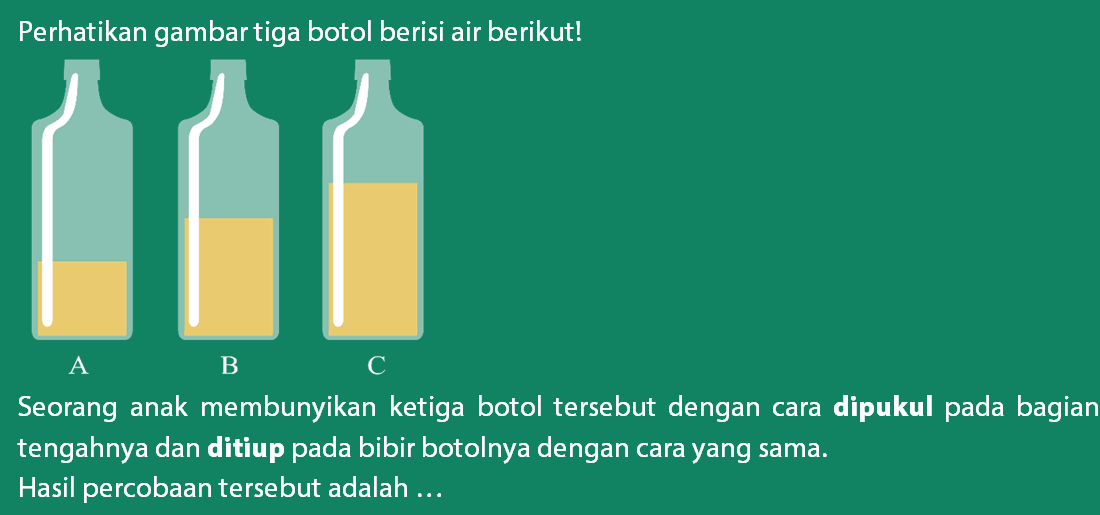 Perhatikan gambar tiga botol berisi air berikut!
A B C
Seorang anak membunyikan ketiga botol tersebut dengan cara dipukul pada bagian
tengahnya dan ditiup pada bibir botolnya dengan cara yang sama.
Hasil percobaan tersebut adalah ...